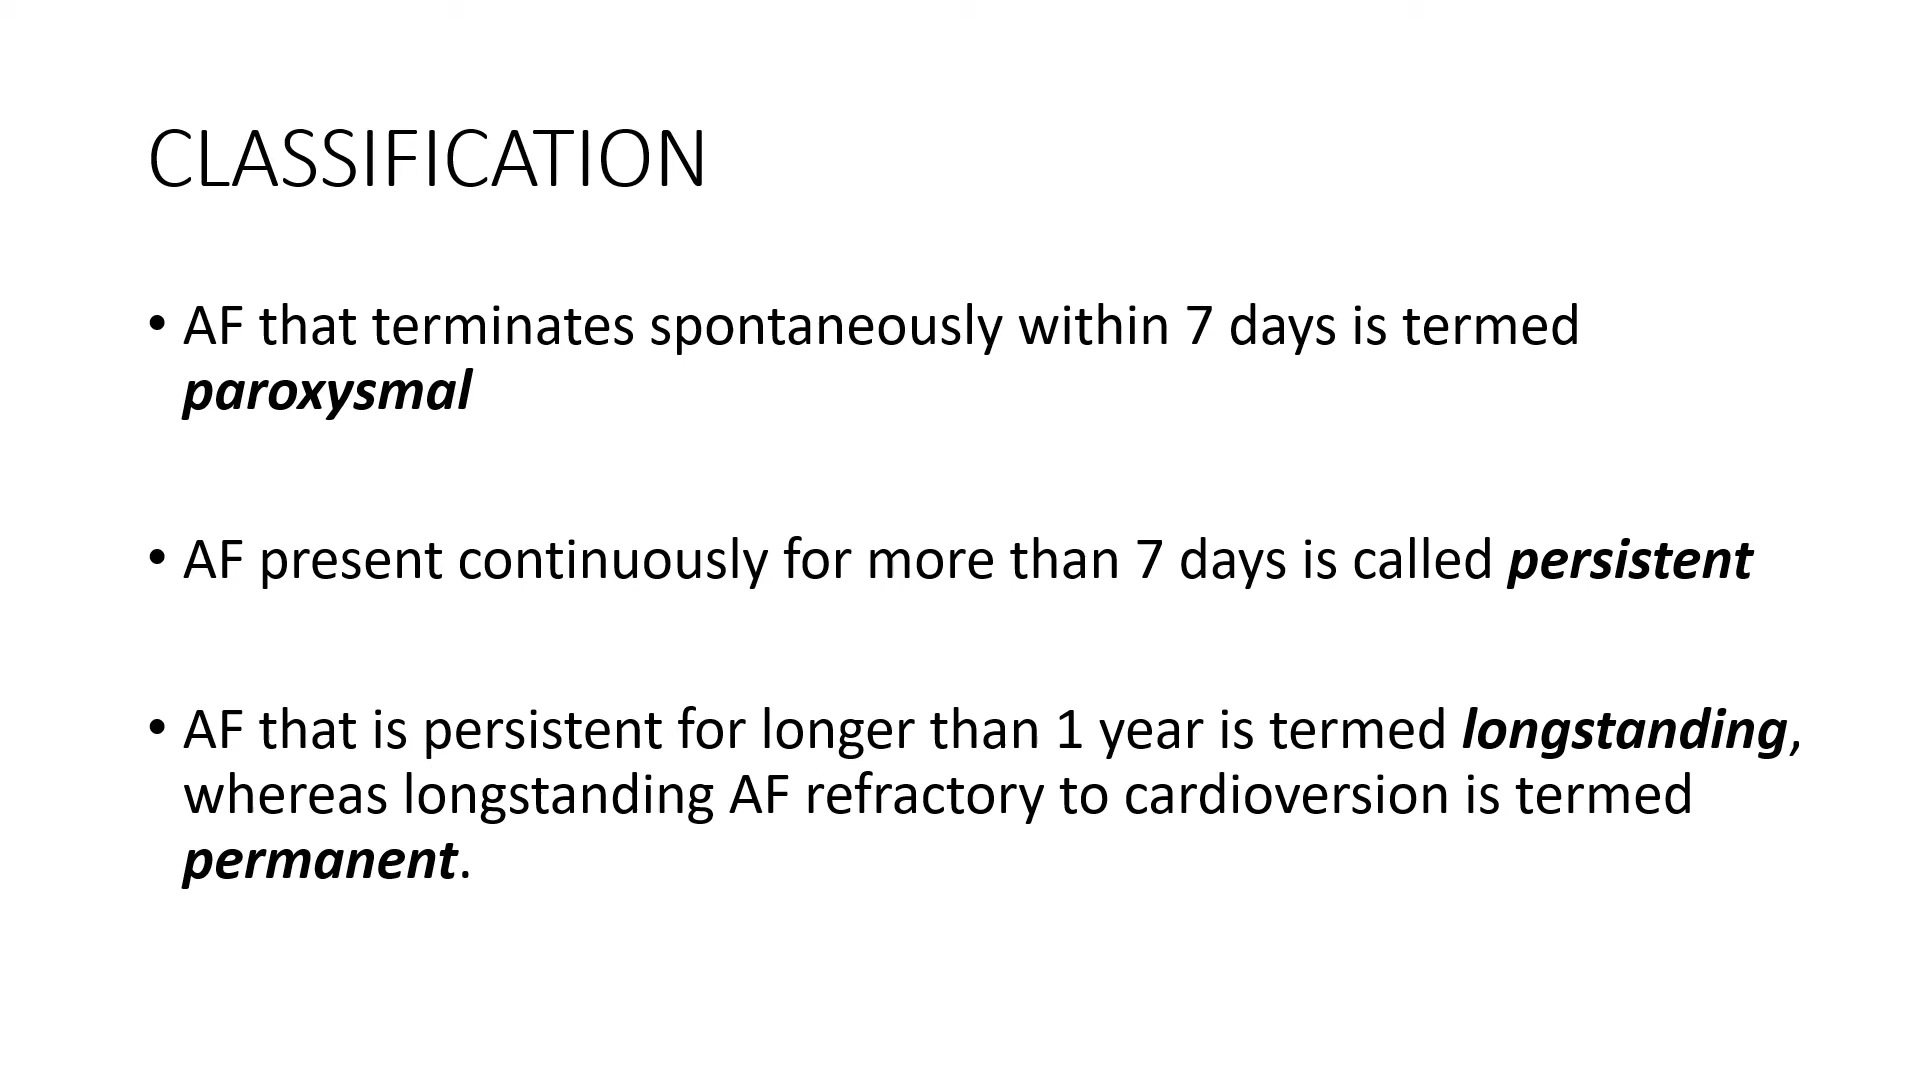 CLASSIFICATION
• AF that terminates spontaneously within 7 days is termed
paroxysmal
• AF present continuously for more than 7 days is called persistent
• AF that is persistent for longer than 1 year is termed longstanding,
whereas longstanding AF refractory to cardioversion is termed
permanent.